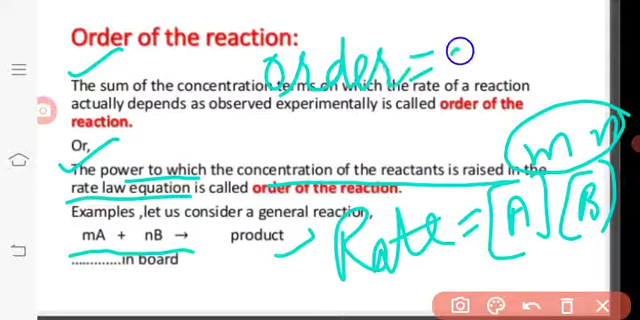 Order of the reaction:
order =
The sum of the concentration terms on which the rate of a reaction
actually depends as observed experimentally is called order of the
reaction.
Or,
m n
The power to which the concentration of the reactants is raised in the
rate law equation is called order of the reaction.
Examples ,let us consider a general reaction,
mA + nB → product
Rate = [A] [B]
.............in board